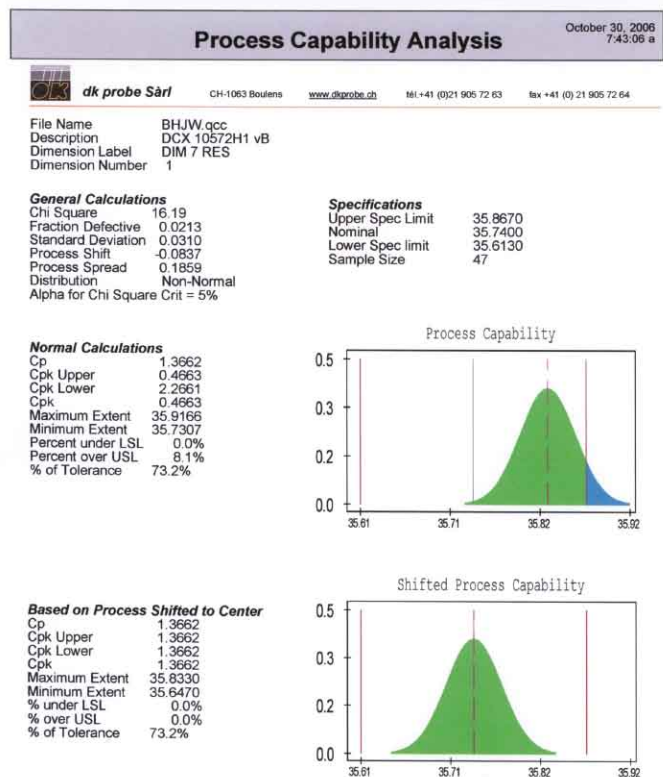 Process Capability Analysis
October 30, 2006
7:43:06 a
dk probe Sàrl CH-1063 Boulens www.dkprobe.ch tél.+41 (0)21 905 72 63 fax +41 (0) 21 905 72 64
File Name BHJW.qcc
Description DCX 10572H1 vB
Dimension Label DIM 7 RES
Dimension Number 1
General Calculations
Chi Square 16.19
Fraction Defective 0.0213
Standard Deviation 0.0310
Process Shift -0.0837
Process Spread 0.1859
Distribution Non-Normal
Alpha for Chi Square Crit = 5%
Specifications
Upper Spec Limit 35.8670
Nominal 35.7400
Lower Spec limit 35.6130
Sample Size 47
Normal Calculations
Cp 1.3662
Cpk Upper 0.4663
Cpk Lower 2.2661
Cpk 0.4663
Maximum Extent 35.9166
Minimum Extent 35.7307
Percent under LSL 0.0%
Percent over USL 8.1%
% of Tolerance 73.2%
Process Capability
0.5
0.3
0.2
0.0
35.61 35.71 35.82 35.92
Based on Process Shifted to Center
Cp 1.3662
Cpk Upper 1.3662
Cpk Lower 1.3662
Cpk 1.3662
Maximum Extent 35.8330
Minimum Extent 35.6470
% under LSL 0.0%
% over USL 0.0%
% of Tolerance 73.2%
Shifted Process Capability
0.5
0.3
0.2
0.0
35.61 35.71 35.82 35.92